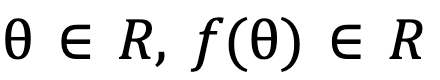 θ ∈ R, f(θ) ∈ R